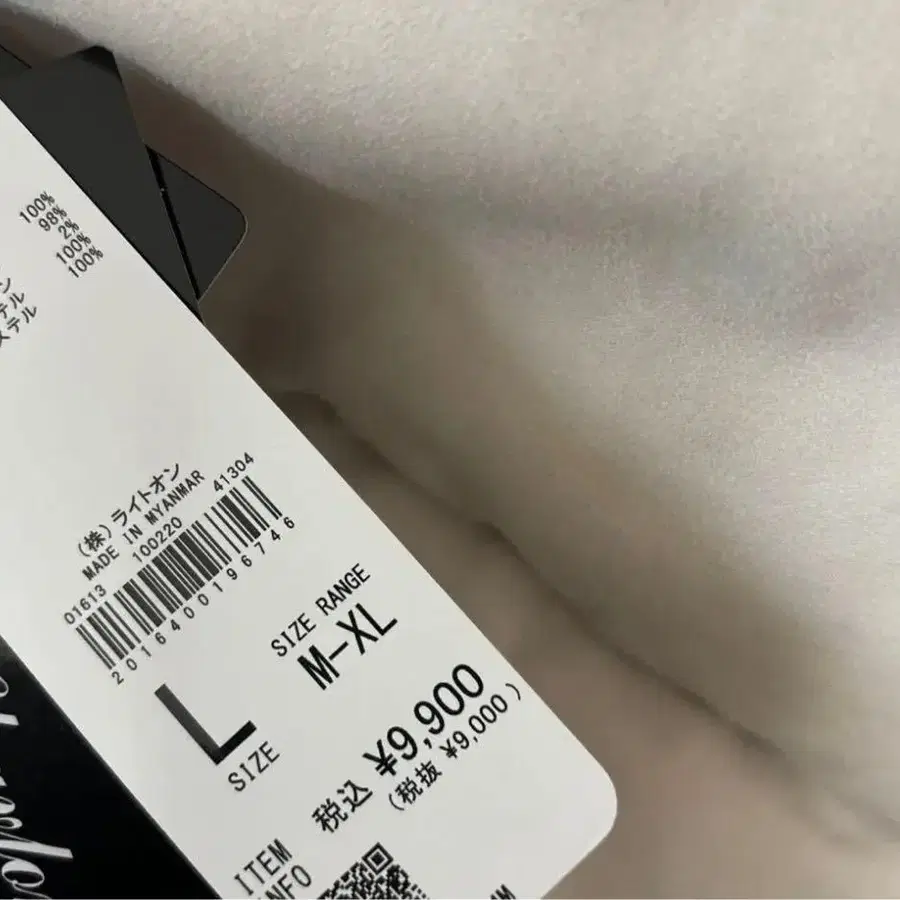 100%
98%
2%
100%
100%
ン
テル
ステル
(株)ライトオン
MADE IN MYANMAR
01613 100220 41304
2016400196746
L
SIZE
SIZE RANGE
M-XL
税込 ¥9,900
(税抜 ¥9,000)
ITEM
INFO